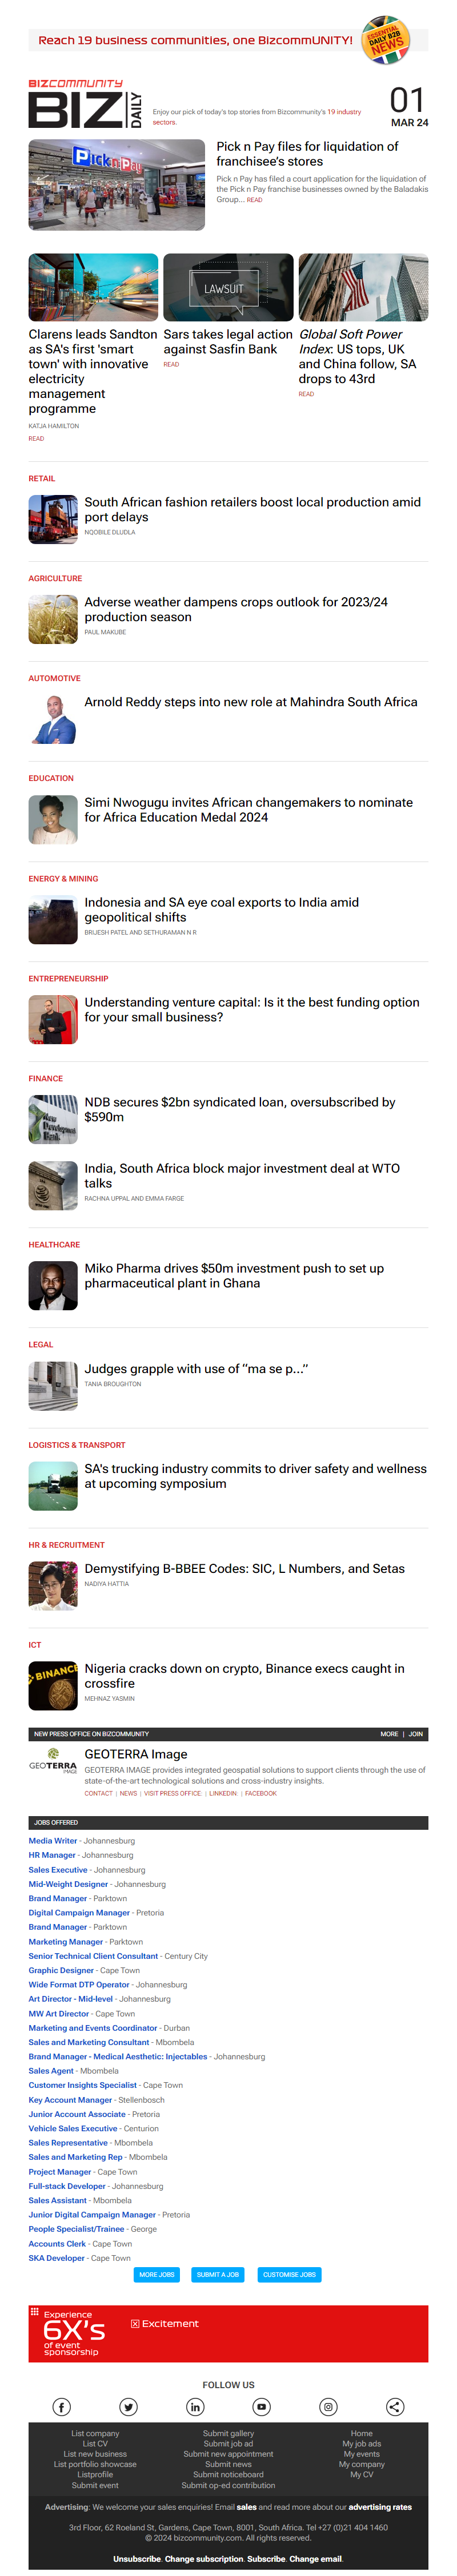 Reach 19 business communities, one BizcommUNITY!
ESSENTIAL
DAILY B2B
NEWS
BIZCOMMUNITY
BIZ DAILY
Enjoy our pick of today's top stories from Bizcommunity's 19 industry
sectors.
01
MAR 24
Pick n Pay
Pick n Pay files for liquidation of
franchisee's stores
Pick n Pay has filed a court application for the liquidation of
the Pick n Pay franchise businesses owned by the Baladakis
Group... READ
LAWSUIT
Clarens leads Sandton
as SA's first 'smart
town' with innovative
electricity
management
programme
KATJA HAMILTON
READ
Sars takes legal action
against Sasfin Bank
READ
Global Soft Power
Index: US tops, UK
and China follow, SA
drops to 43rd
READ
RETAIL
South African fashion retailers boost local production amid
port delays
NQOBILE DLUDLA
AGRICULTURE
Adverse weather dampens crops outlook for 2023/24
production season
PAUL MAKUBE
AUTOMOTIVE
Arnold Reddy steps into new role at Mahindra South Africa
EDUCATION
Simi Nwogugu invites African changemakers to nominate
for Africa Education Medal 2024
ENERGY & MINING
Indonesia and SA eye coal exports to India amid
geopolitical shifts
BRIJESH PATEL AND SETHURAMAN N R
ENTREPRENEURSHIP
Understanding venture capital: Is it the best funding option
for your small business?
FINANCE
New
Development
Bank
NDB secures $2bn syndicated loan, oversubscribed by
$590m
India, South Africa block major investment deal at WTO
talks
RACHNA UPPAL AND EMMA FARGE
HEALTHCARE
Miko Pharma drives $50m investment push to set up
pharmaceutical plant in Ghana
LEGAL
Judges grapple with use of “ma se p...”
TANIA BROUGHTON
LOGISTICS & TRANSPORT
SA's trucking industry commits to driver safety and wellness
at upcoming symposium
HR & RECRUITMENT
Demystifying B-BBEE Codes: SIC, L Numbers, and Setas
NADIYA HATTIA
ICT
BINANCE
Nigeria cracks down on crypto, Binance execs caught in
crossfire
MEHNAZ YASMIN
NEW PRESS OFFICE ON BIZCOMMUNITY
MORE | JOIN
GEOTERRA
IMAGE
GEOTERRA Image
GEOTERRA IMAGE provides integrated geospatial solutions to support clients through the use of
state-of-the-art technological solutions and cross-industry insights.
CONTACT | NEWS | VISIT PRESS OFFICE | LINKEDIN | FACEBOOK
JOBS OFFERED
Media Writer - Johannesburg
HR Manager - Johannesburg
Sales Executive - Johannesburg
Mid-Weight Designer - Johannesburg
Brand Manager - Parktown
Digital Campaign Manager - Pretoria
Brand Manager - Parktown
Marketing Manager - Parktown
Senior Technical Client Consultant - Century City
Graphic Designer - Cape Town
Wide Format DTP Operator - Johannesburg
Art Director - Mid-level - Johannesburg
MW Art Director - Cape Town
Marketing and Events Coordinator - Durban
Sales and Marketing Consultant - Mbombela
Brand Manager - Medical Aesthetic: Injectables - Johannesburg
Sales Agent - Mbombela
Customer Insights Specialist - Cape Town
Key Account Manager - Stellenbosch
Junior Account Associate - Pretoria
Vehicle Sales Executive - Centurion
Sales Representative - Mbombela
Sales and Marketing Rep - Mbombela
Project Manager - Cape Town
Full-stack Developer - Johannesburg
Sales Assistant - Mbombela
Junior Digital Campaign Manager - Pretoria
People Specialist/Trainee - George
Accounts Clerk - Cape Town
SKA Developer - Cape Town
MORE JOBS
SUBMIT A JOB
CUSTOMISE JOBS
Experience
6X's
of event
sponsorship
Excitement
FOLLOW US
List company
List CV
List new business
List portfolio showcase
Listprofile
Submit event
Submit gallery
Submit job ad
Submit new appointment
Submit news
Submit noticeboard
Submit op-ed contribution
Home
My job ads
My events
My company
My CV
Advertising: We welcome your sales enquiries! Email sales and read more about our advertising rates
3rd Floor, 62 Roeland St, Gardens, Cape Town, 8001, South Africa. Tel +27 (0)21 404 1460
© 2024 bizcommunity.com. All rights reserved.
Unsubscribe. Change subscription. Subscribe. Change email.